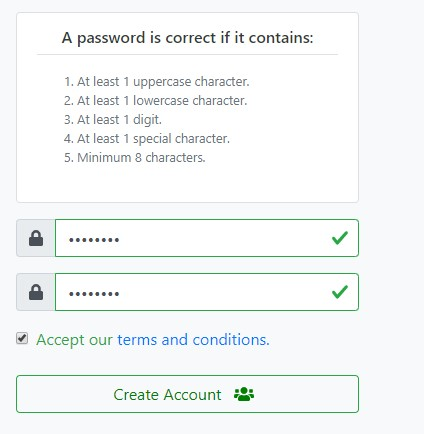 A password is correct if it contains:
1. At least 1 uppercase character.
2. At least 1 lowercase character.
3. At least 1 digit.
4. At least 1 special character.
5. Minimum 8 characters.
••••••••
••••••••
Accept our terms and conditions.
Create Account